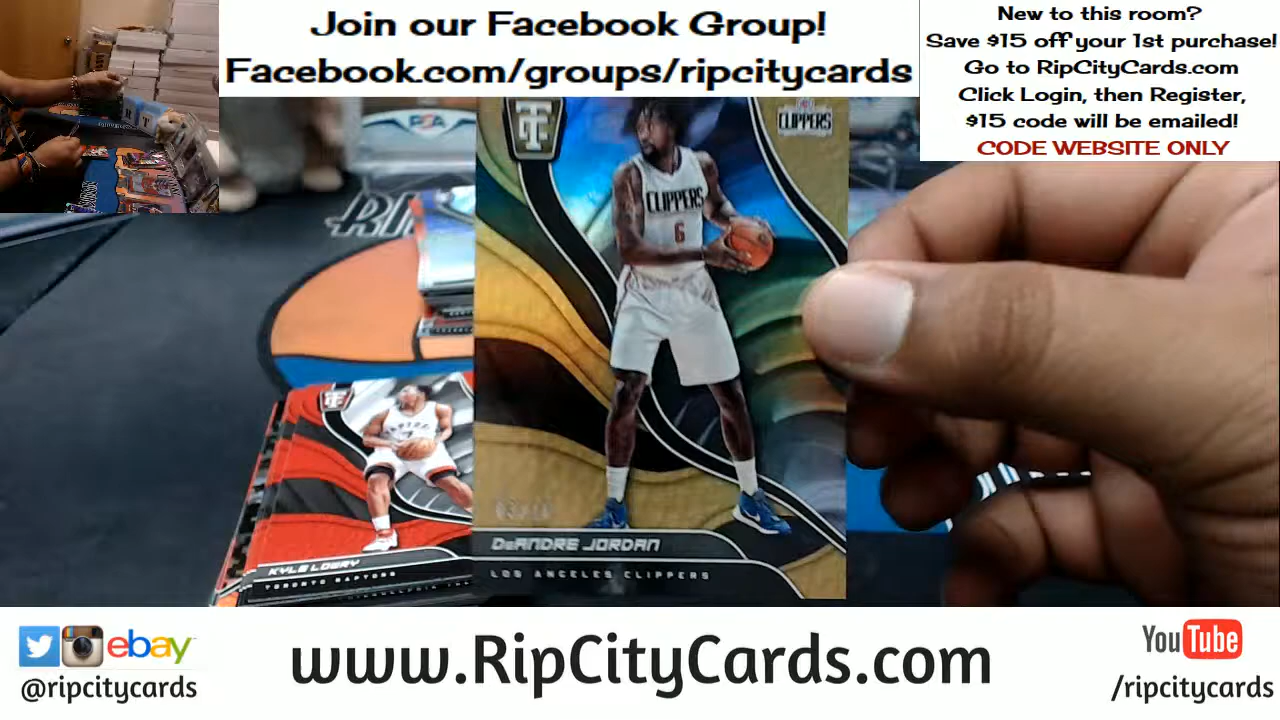 Join our Facebook Group!
Facebook.com/groups/ripcitycards
New to this room?
Save $15 off your 1st purchase!
Go to RipCityCards.com
Click Login, then Register,
$15 code will be emailed!
CODE WEBSITE ONLY
PSA
CLIPPERS
CLIPPERS
6
DeANDRE JORDAN
LOS ANGELES CLIPPERS
KYLE LOWRY
TORONTO RAPTORS
ebay
@ripcitycards
www.RipCityCards.com
YouTube
/ripcitycards